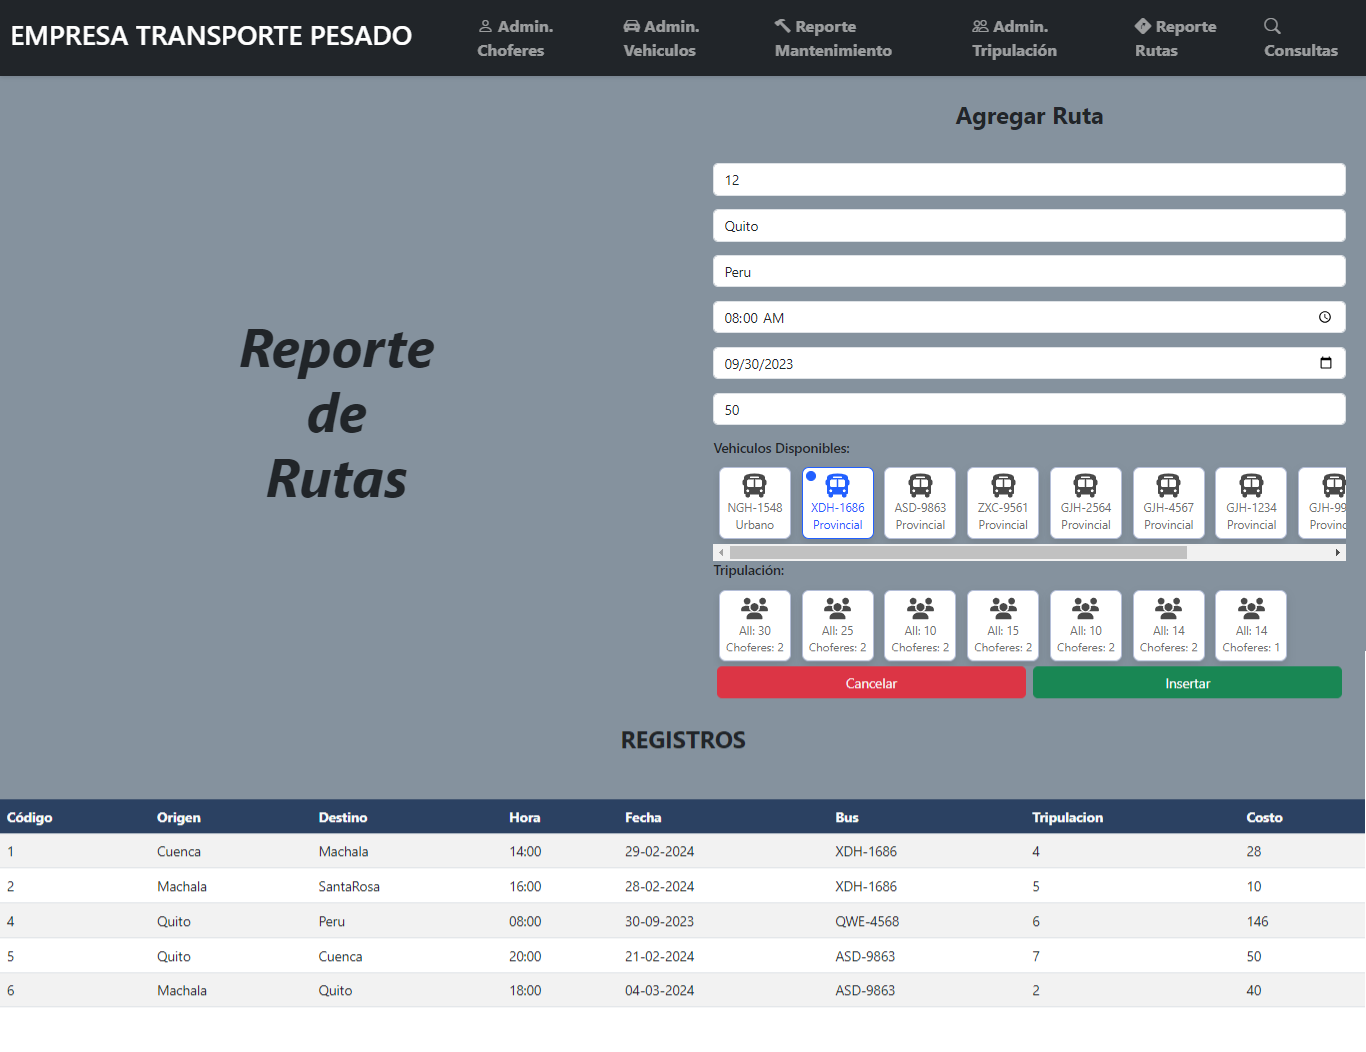 EMPRESA TRANSPORTE PESADO
Admin. Choferes
Admin. Vehiculos
Reporte Mantenimiento
Admin. Tripulación
Reporte Rutas
Consultas
Reporte
de
Rutas
Agregar Ruta
12
Quito
Peru
08:00 AM
09/30/2023
50
Vehiculos Disponibles:
NGH-1548 XDH-1686 ASD-9863 ZXC-9561 GJH-2564 GJH-4567 GJH-1234 GJH-99
Urbano Provincial Provincial Provincial Provincial Provincial Provincial Provinc
Tripulación:
All: 30 All: 25 All: 10 All: 15 All: 10 All: 14 All: 14
Choferes: 2 Choferes: 2 Choferes: 2 Choferes: 2 Choferes: 2 Choferes: 2 Choferes: 1
Cancelar Insertar
REGISTROS
Código Origen Destino Hora Fecha Bus Tripulacion Costo
1 Cuenca Machala 14:00 29-02-2024 XDH-1686 4 28
2 Machala SantaRosa 16:00 28-02-2024 XDH-1686 5 10
4 Quito Peru 08:00 30-09-2023 QWE-4568 6 146
5 Quito Cuenca 20:00 21-02-2024 ASD-9863 7 50
6 Machala Quito 18:00 04-03-2024 ASD-9863 2 40